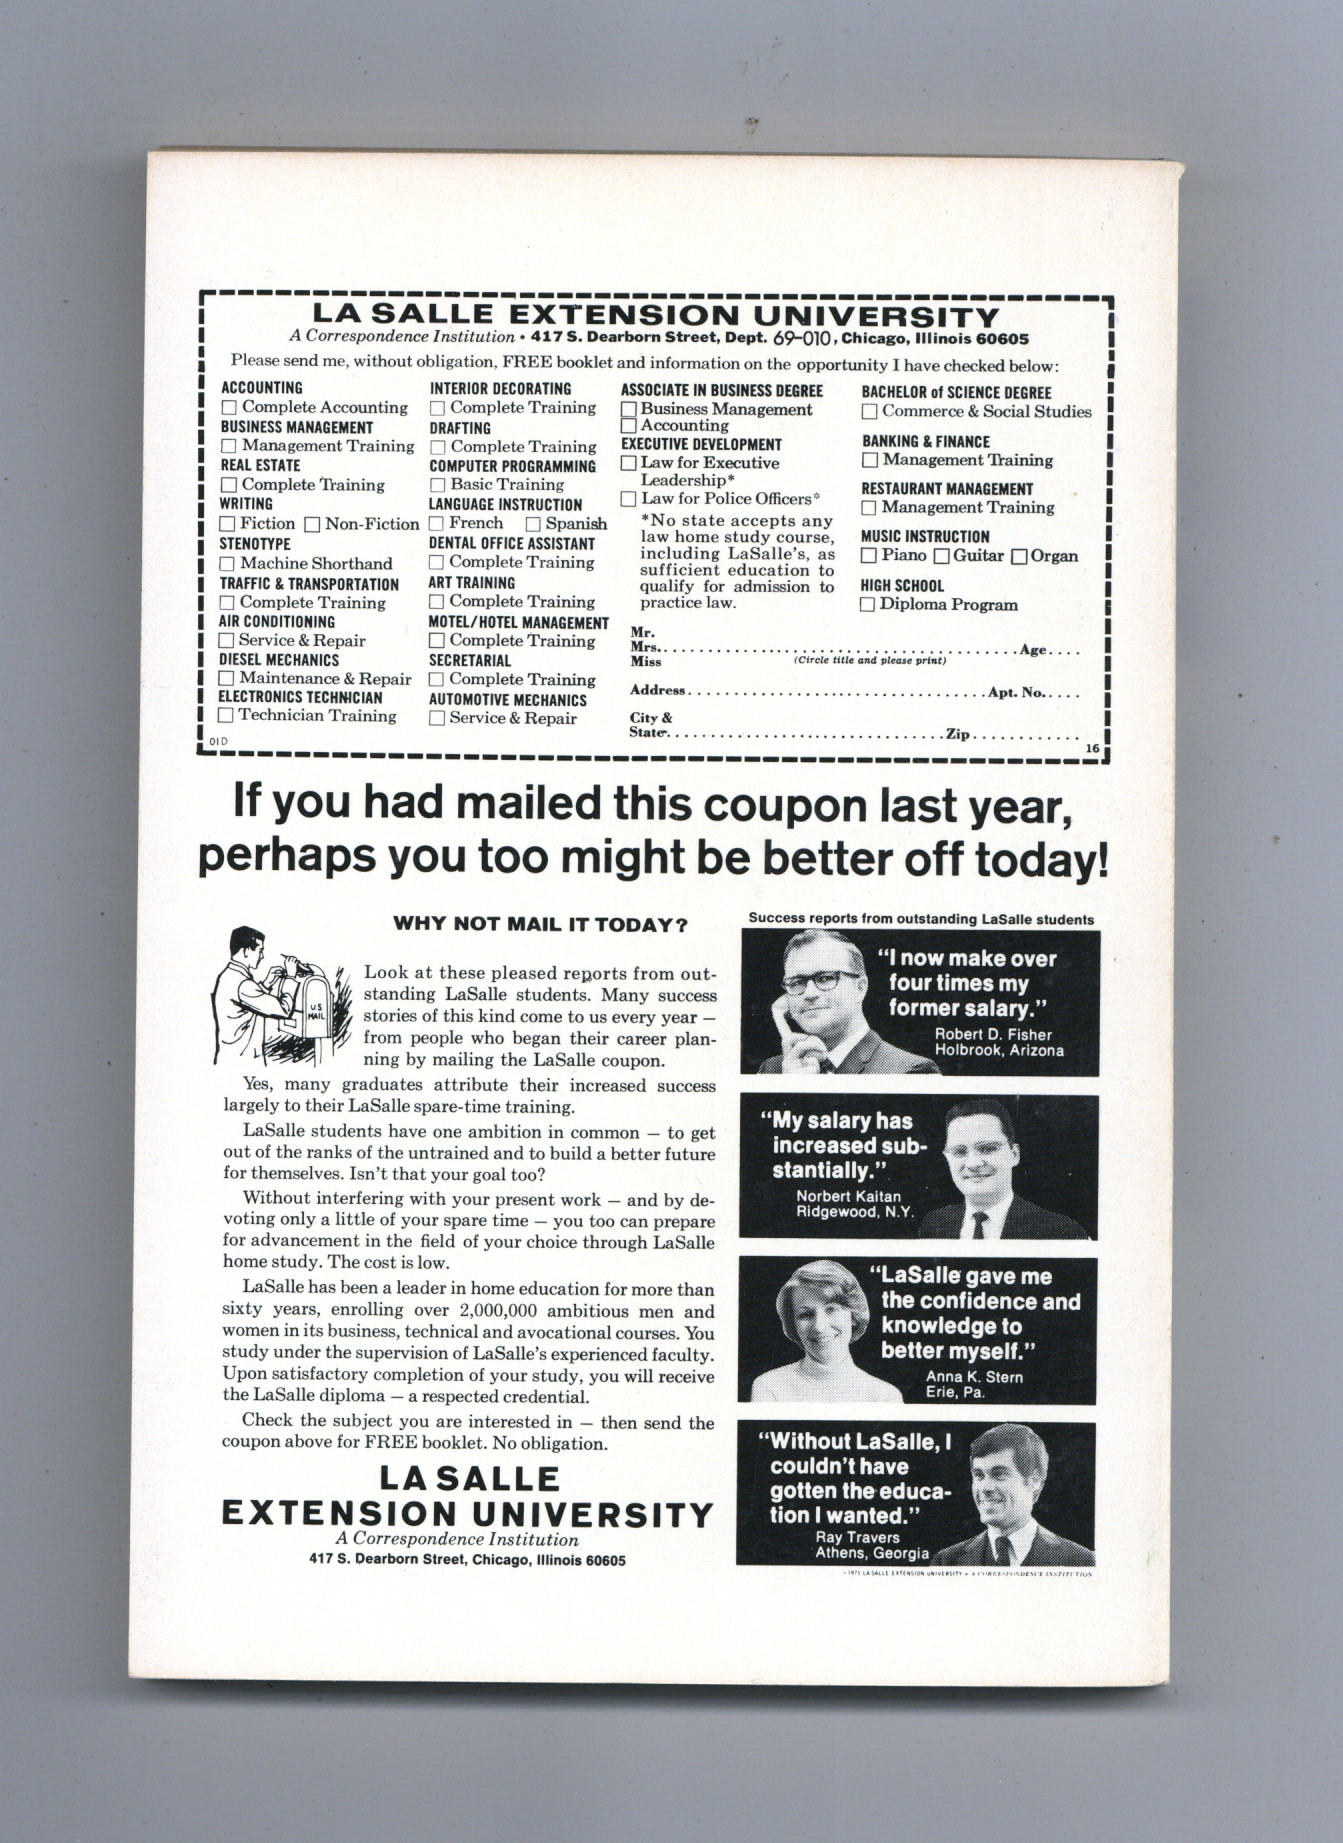 LA SALLE EXTENSION UNIVERSITY
A Correspondence Institution • 417 S. Dearborn Street, Dept. 69-010, Chicago, Illinois 60605
Please send me, without obligation, FREE booklet and information on the opportunity I have checked below:
ACCOUNTING
☐ Complete Accounting
BUSINESS MANAGEMENT
☐ Management Training
REAL ESTATE
☐ Complete Training
WRITING
☐ Fiction ☐ Non-Fiction
STENOTYPE
☐ Machine Shorthand
TRAFFIC & TRANSPORTATION
☐ Complete Training
AIR CONDITIONING
☐ Service & Repair
DIESEL MECHANICS
☐ Maintenance & Repair
ELECTRONICS TECHNICIAN
☐ Technician Training
01D
INTERIOR DECORATING
☐ Complete Training
DRAFTING
☐ Complete Training
COMPUTER PROGRAMMING
☐ Basic Training
LANGUAGE INSTRUCTION
☐ French ☐ Spanish
DENTAL OFFICE ASSISTANT
☐ Complete Training
ART TRAINING
☐ Complete Training
MOTEL/HOTEL MANAGEMENT
☐ Complete Training
SECRETARIAL
☐ Complete Training
AUTOMOTIVE MECHANICS
☐ Service & Repair
ASSOCIATE IN BUSINESS DEGREE
☐ Business Management
☐ Accounting
EXECUTIVE DEVELOPMENT
☐ Law for Executive
Leadership*
☐ Law for Police Officers*
*No state accepts any
law home study course,
including LaSalle's, as
sufficient education to
qualify for admission to
practice law.
BACHELOR of SCIENCE DEGREE
☐ Commerce & Social Studies
BANKING & FINANCE
☐ Management Training
RESTAURANT MANAGEMENT
☐ Management Training
MUSIC INSTRUCTION
☐ Piano ☐ Guitar ☐ Organ
HIGH SCHOOL
☐ Diploma Program
Mr.
Mrs. ........ Age....
Miss (Circle title and please print)
Address ........ Apt. No.....
City &
State ........ Zip ........
16
If you had mailed this coupon last year,
perhaps you too might be better off today!
WHY NOT MAIL IT TODAY?
U.S.
MAIL
Look at these pleased reports from out-
standing LaSalle students. Many success
stories of this kind come to us every year —
from people who began their career plan-
ning by mailing the LaSalle coupon.
Yes, many graduates attribute their increased success
largely to their LaSalle spare-time training.
LaSalle students have one ambition in common — to get
out of the ranks of the untrained and to build a better future
for themselves. Isn't that your goal too?
Without interfering with your present work — and by de-
voting only a little of your spare time — you too can prepare
for advancement in the field of your choice through LaSalle
home study. The cost is low.
LaSalle has been a leader in home education for more than
sixty years, enrolling over 2,000,000 ambitious men and
women in its business, technical and avocational courses. You
study under the supervision of LaSalle's experienced faculty.
Upon satisfactory completion of your study, you will receive
the LaSalle diploma — a respected credential.
Check the subject you are interested in — then send the
coupon above for FREE booklet. No obligation.
LA SALLE
EXTENSION UNIVERSITY
A Correspondence Institution
417 S. Dearborn Street, Chicago, Illinois 60605
Success reports from outstanding LaSalle students
“I now make over
four times my
former salary.”
Robert D. Fisher
Holbrook, Arizona
“My salary has
increased sub-
stantially.”
Norbert Kaitan
Ridgewood, N.Y.
“LaSalle gave me
the confidence and
knowledge to
better myself.”
Anna K. Stern
Erie, Pa.
“Without LaSalle, I
couldn't have
gotten the educa-
tion I wanted.”
Ray Travers
Athens, Georgia
1975 LA SALLE EXTENSION UNIVERSITY • A CORRESPONDENCE INSTITUTION